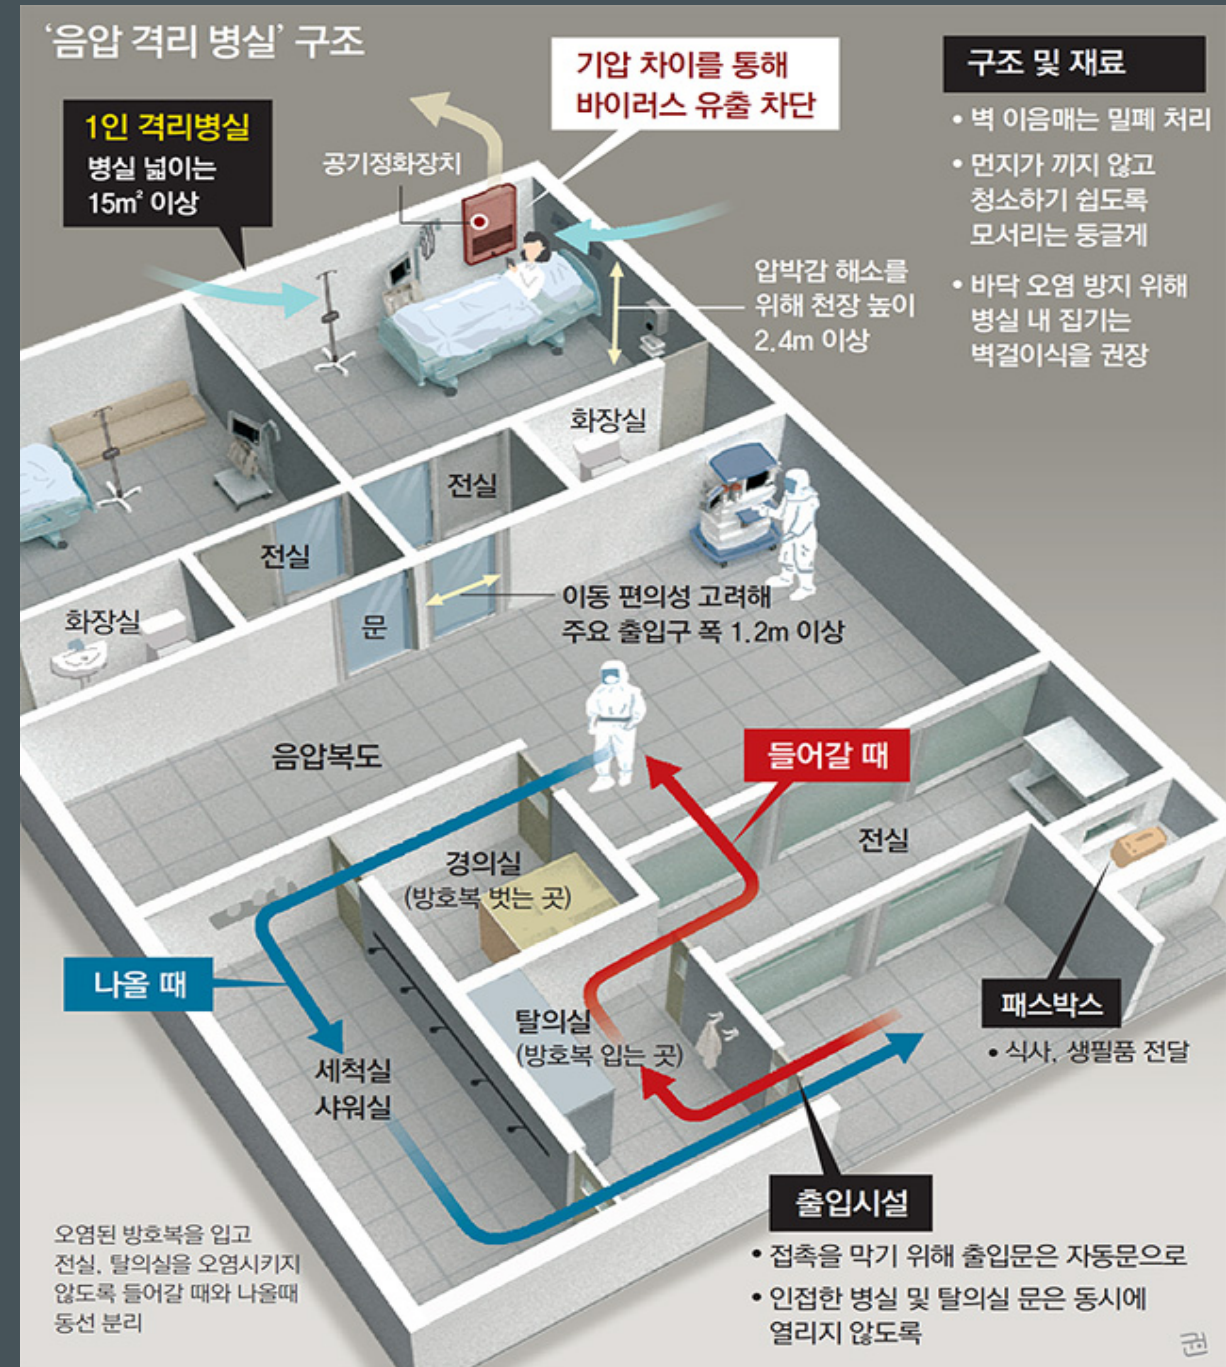 ‘음압 격리 병실’ 구조
기압 차이를 통해
바이러스 유출 차단
구조 및 재료
• 벽 이음매는 밀폐 처리
• 먼지가 끼지 않고
청소하기 쉽도록
모서리는 둥글게
• 바닥 오염 방지 위해
병실 내 집기는
벽걸이식을 권장
1인 격리병실
병실 넓이는
15m² 이상
공기정화장치
압박감 해소를
위해 천장 높이
2.4m 이상
화장실
전실
전실
화장실
문
이동 편의성 고려해
주요 출입구 폭 1.2m 이상
음압복도
들어갈 때
전실
경의실
(방호복 벗는 곳)
나올 때
탈의실
(방호복 입는 곳)
패스박스
• 식사, 생필품 전달
세척실
샤워실
출입시설
• 접촉을 막기 위해 출입문은 자동문으로
• 인접한 병실 및 탈의실 문은 동시에
열리지 않도록
오염된 방호복을 입고
전실, 탈의실을 오염시키지
않도록 들어갈 때와 나올때
동선 분리